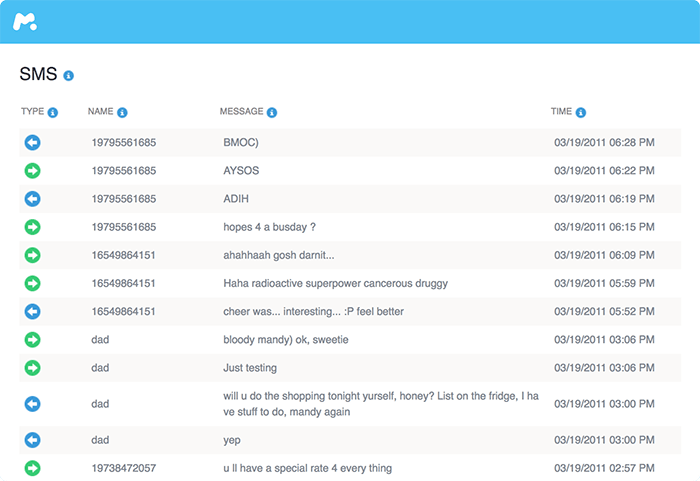 SMS
TYPE NAME MESSAGE TIME
19795561685 BMOC) 03/19/2011 06:28 PM
19795561685 AYSOS 03/19/2011 06:22 PM
19795561685 ADIH 03/19/2011 06:19 PM
19795561685 hopes 4 a busday ? 03/19/2011 06:15 PM
16549864151 ahahhaah gosh darnit... 03/19/2011 06:09 PM
16549864151 Haha radioactive superpower cancerous druggy 03/19/2011 05:59 PM
16549864151 cheer was... interesting... :P feel better 03/19/2011 05:52 PM
dad bloody mandy) ok, sweetie 03/19/2011 03:06 PM
dad Just testing 03/19/2011 03:06 PM
dad will u do the shopping tonight yurself, honey? List on the fridge, I ha 03/19/2011 03:00 PM
ve stuff to do, mandy again
dad yep 03/19/2011 03:00 PM
19738472057 u ll have a special rate 4 every thing 03/19/2011 02:57 PM